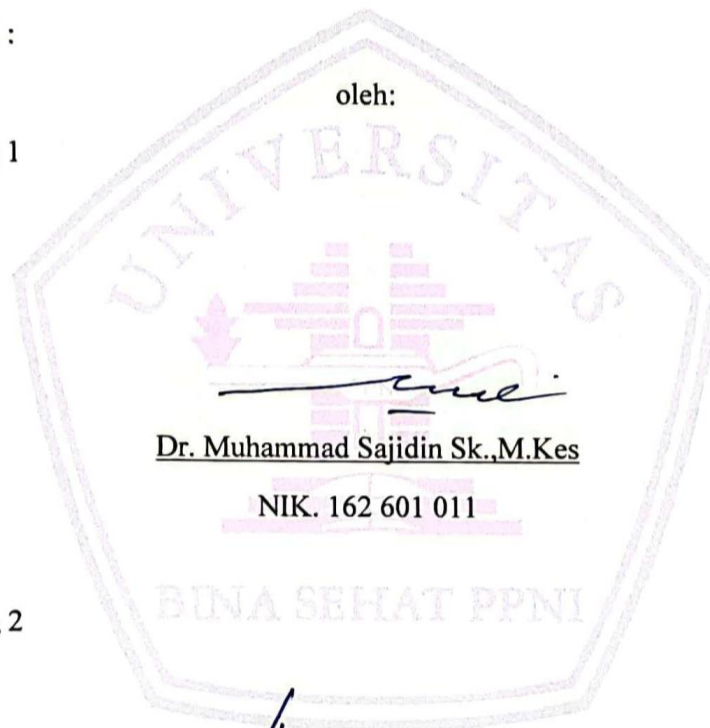 :
oleh:
1
UNIVERSITAS
Dr. Muhammad Sajidin Sk.,M.Kes
NIK. 162 601 011
BINA SEHAT PPNI
2